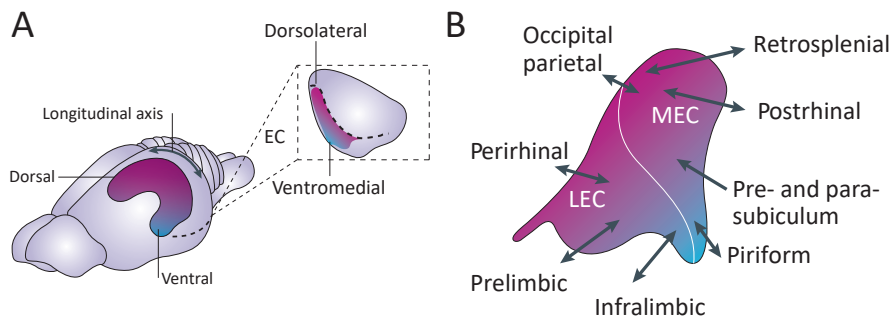 A
Dorsolateral
Longitudinal axis
EC
Dorsal
Ventromedial
Ventral
B
Occipital
parietal
Retrosplenial
MEC
Postrhinal
Perirhinal
LEC
Pre- and para-
subiculum
Piriform
Prelimbic
Infralimbic